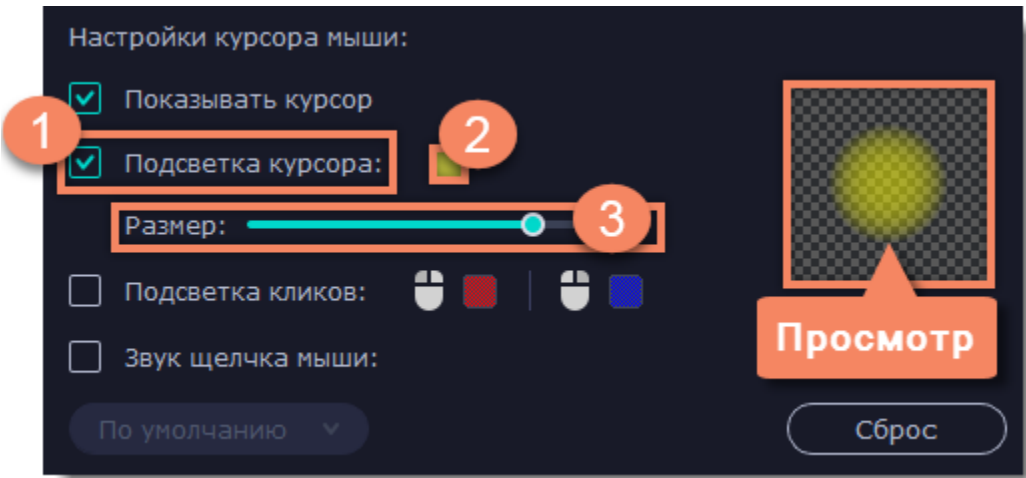 Настройки курсора мыши:
Показывать курсор
1
Подсветка курсора:
2
Размер:
3
Подсветка кликов:
Просмотр
Звук щелчка мыши:
По умолчанию
Сброс